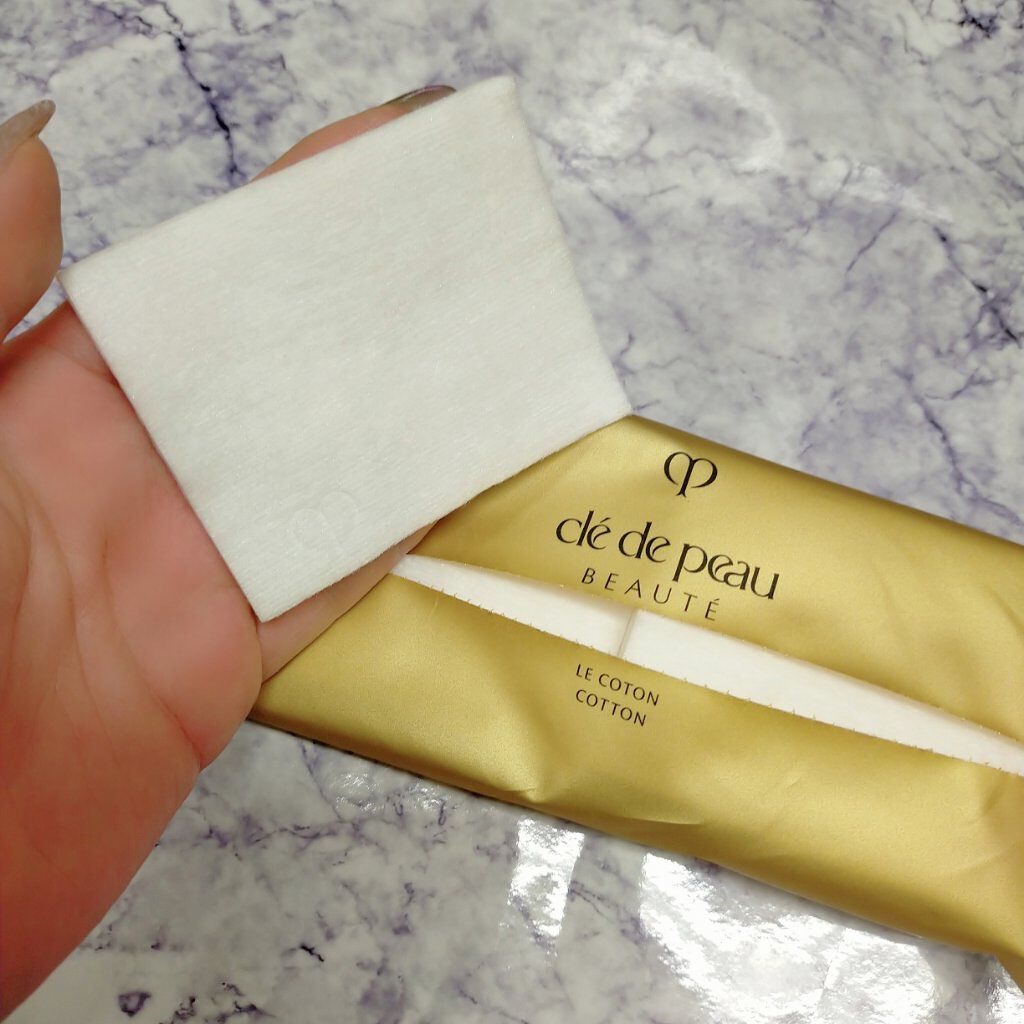 clé de peau
BEAUTÉ
LE COTON
COTTON